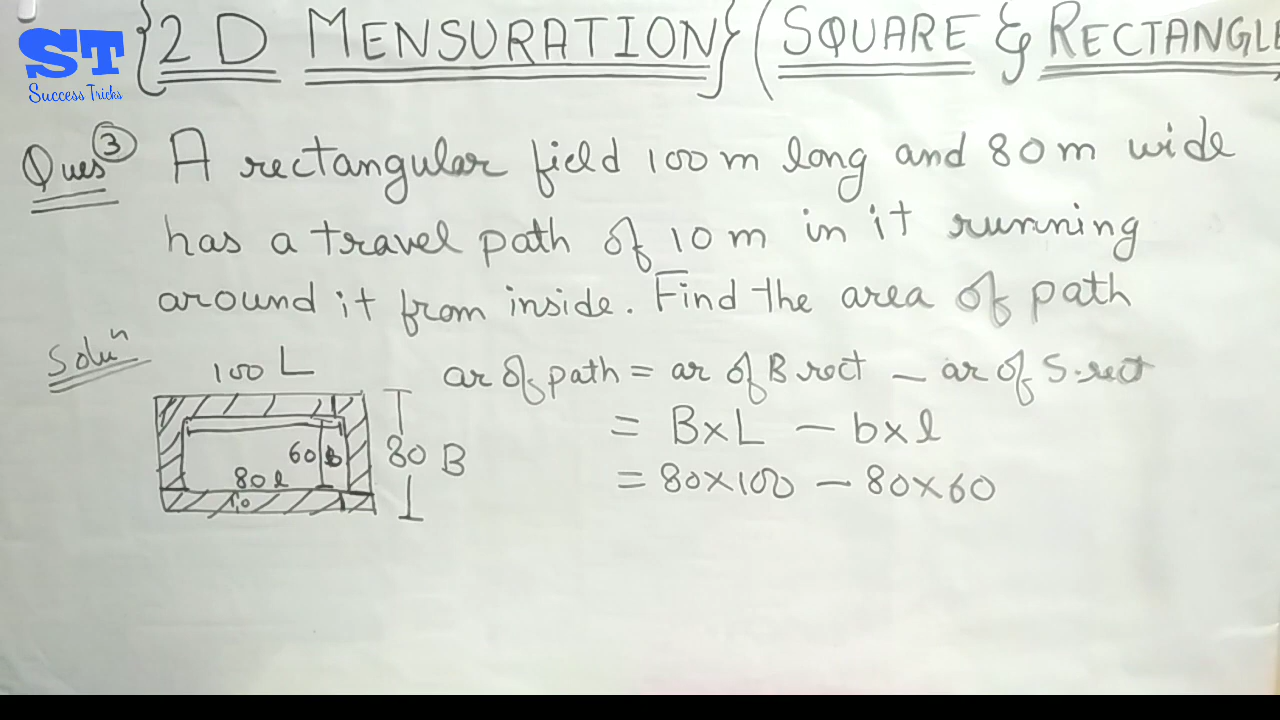 {2 D MENSURATION} (SQUARE & RECTANGLE
ST
Success Tricks
Ques ③ A rectangular field 100 m long and 80 m wide
has a travel path of 10 m in it running
around it from inside. Find the area of path
Soluⁿ
100 L
ar of path = ar of B rect - ar of S.rect
= B×L - b×l
60 b
80 B
80 l
= 80×100 - 80×60
10